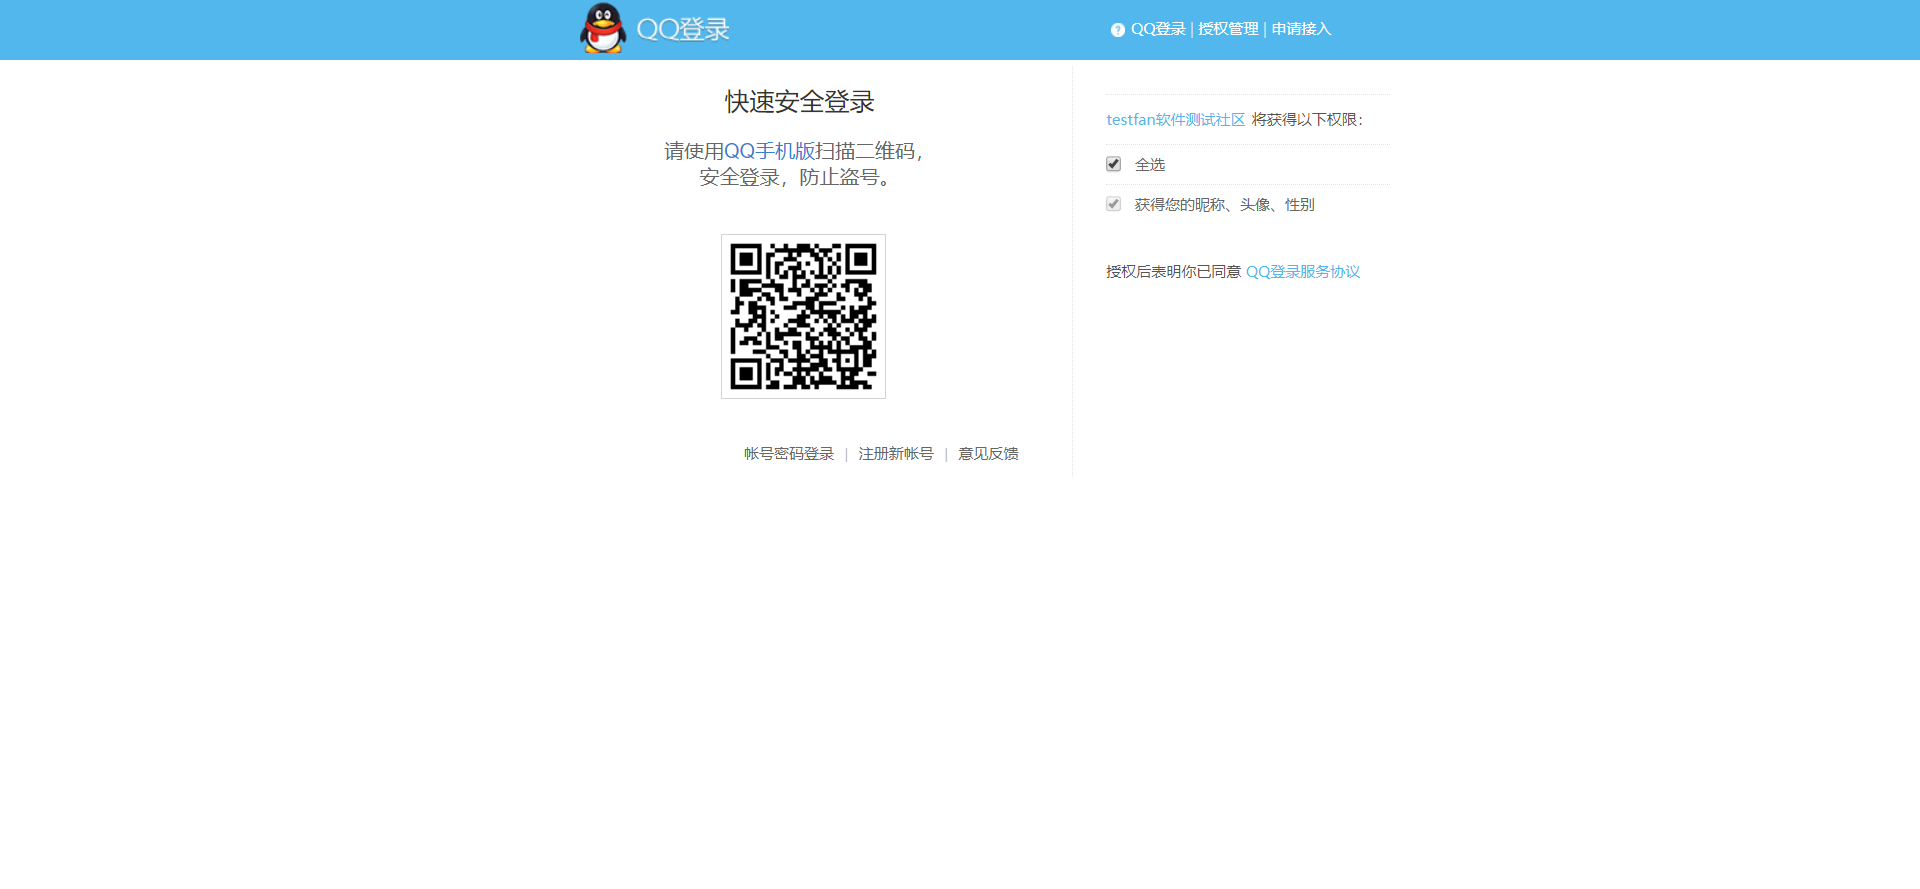 QQ登录
QQ登录 | 授权管理 | 申请接入
快速安全登录
请使用QQ手机版扫描二维码，
安全登录，防止盗号。
帐号密码登录 | 注册新帐号 | 意见反馈
testfan软件测试社区 将获得以下权限：
全选
获得您的昵称、头像、性别
授权后表明你已同意 QQ登录服务协议